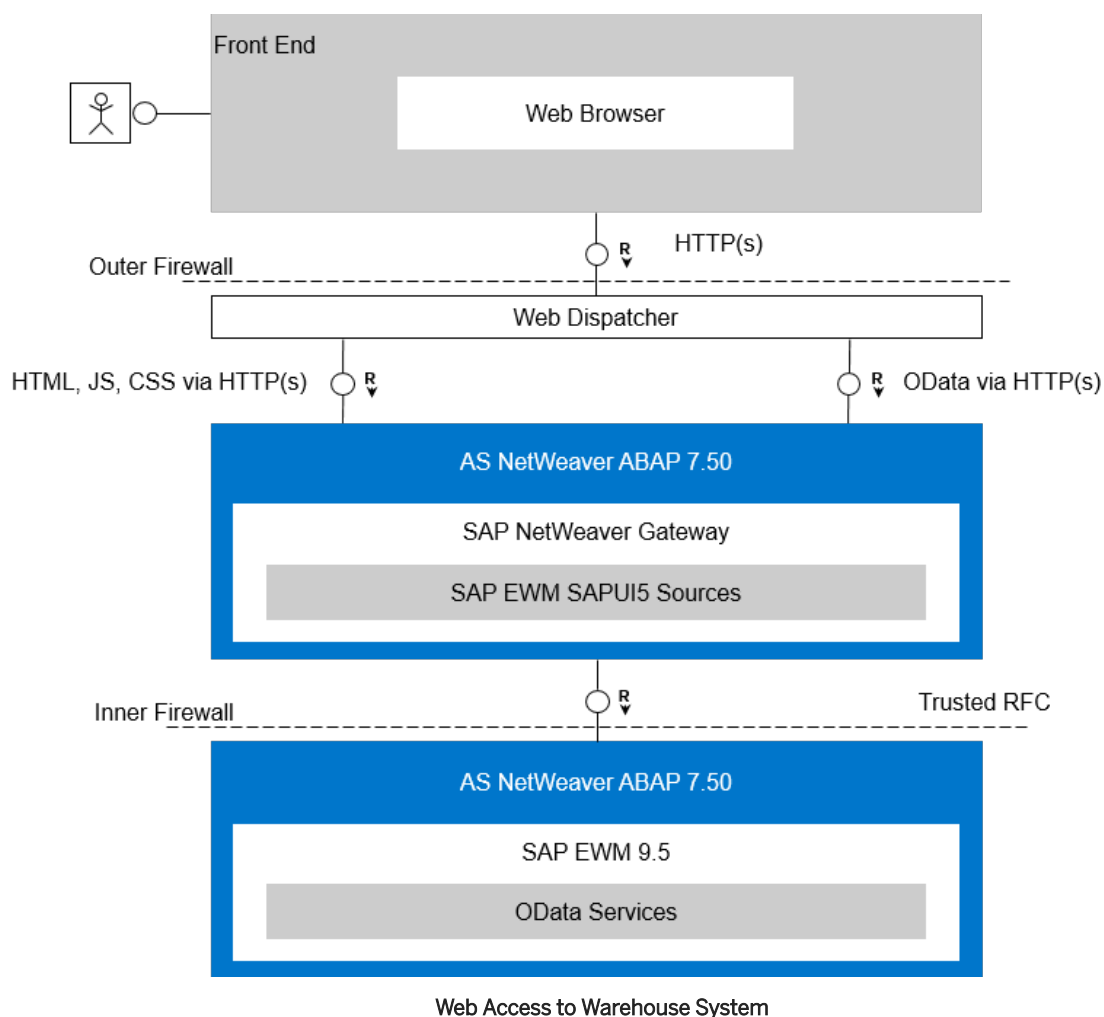 Front End
Web Browser
R
HTTP(s)
Outer Firewall
Web Dispatcher
HTML, JS, CSS via HTTP(s)
R
R
OData via HTTP(s)
AS NetWeaver ABAP 7.50
SAP NetWeaver Gateway
SAP EWM SAPUI5 Sources
R
Inner Firewall
Trusted RFC
AS NetWeaver ABAP 7.50
SAP EWM 9.5
OData Services
Web Access to Warehouse System